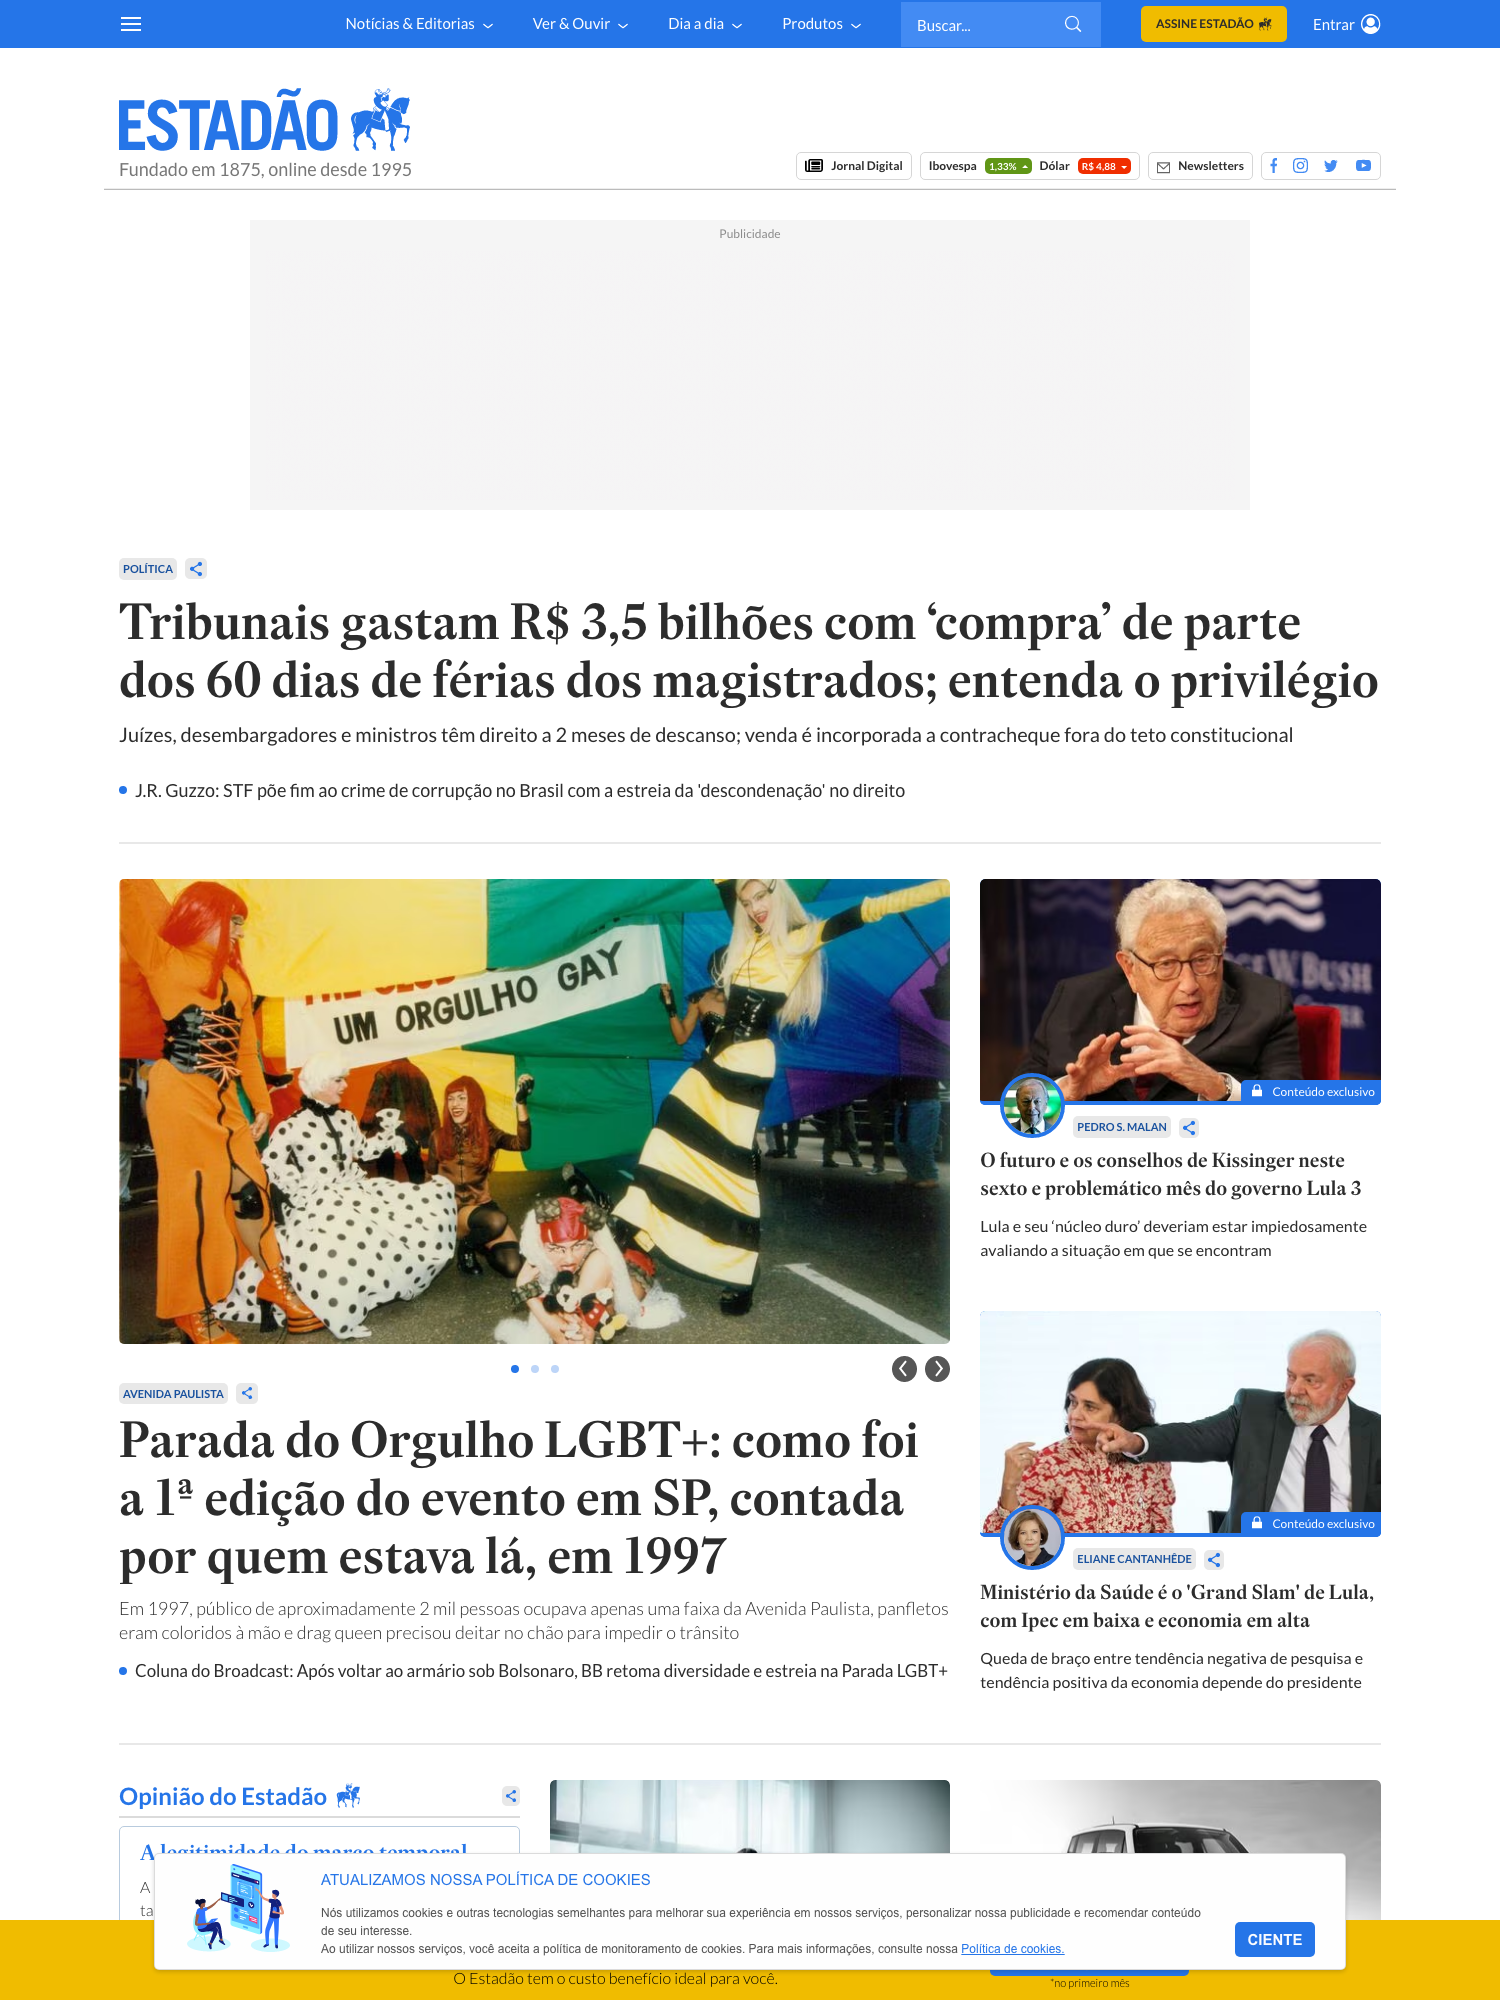 Notícias & Editorias
Ver & Ouvir
Dia a dia
Produtos
Buscar...
ASSINE ESTADÃO
Entrar
ESTADÃO
Fundado em 1875, online desde 1995
Jornal Digital
Ibovespa 1,33% Dólar R$ 4,88
Newsletters
Publicidade
POLÍTICA
Tribunais gastam R$ 3,5 bilhões com ‘compra’ de parte
dos 60 dias de férias dos magistrados; entenda o privilégio
Juízes, desembargadores e ministros têm direito a 2 meses de descanso; venda é incorporada a contracheque fora do teto constitucional
J.R. Guzzo: STF põe fim ao crime de corrupção no Brasil com a estreia da 'descondenação' no direito
UM ORGULHO GAY
AVENIDA PAULISTA
Parada do Orgulho LGBT+: como foi
a 1ª edição do evento em SP, contada
por quem estava lá, em 1997
Em 1997, público de aproximadamente 2 mil pessoas ocupava apenas uma faixa da Avenida Paulista, panfletos
eram coloridos à mão e drag queen precisou deitar no chão para impedir o trânsito
Coluna do Broadcast: Após voltar ao armário sob Bolsonaro, BB retoma diversidade e estreia na Parada LGBT+
W. BUSH
Conteúdo exclusivo
PEDRO S. MALAN
O futuro e os conselhos de Kissinger neste
sexto e problemático mês do governo Lula 3
Lula e seu ‘núcleo duro’ deveriam estar impiedosamente
avaliando a situação em que se encontram
Conteúdo exclusivo
ELIANE CANTANHÊDE
Ministério da Saúde é o 'Grand Slam' de Lula,
com Ipec em baixa e economia em alta
Queda de braço entre tendência negativa de pesquisa e
tendência positiva da economia depende do presidente
Opinião do Estadão
A legitimidade do marco temporal
A
ta
ATUALIZAMOS NOSSA POLÍTICA DE COOKIES
Nós utilizamos cookies e outras tecnologias semelhantes para melhorar sua experiência em nossos serviços, personalizar nossa publicidade e recomendar conteúdo
de seu interesse.
Ao utilizar nossos serviços, você aceita a política de monitoramento de cookies. Para mais informações, consulte nossa Política de cookies.
CIENTE
O Estadão tem o custo benefício ideal para você.
*no primeiro mês